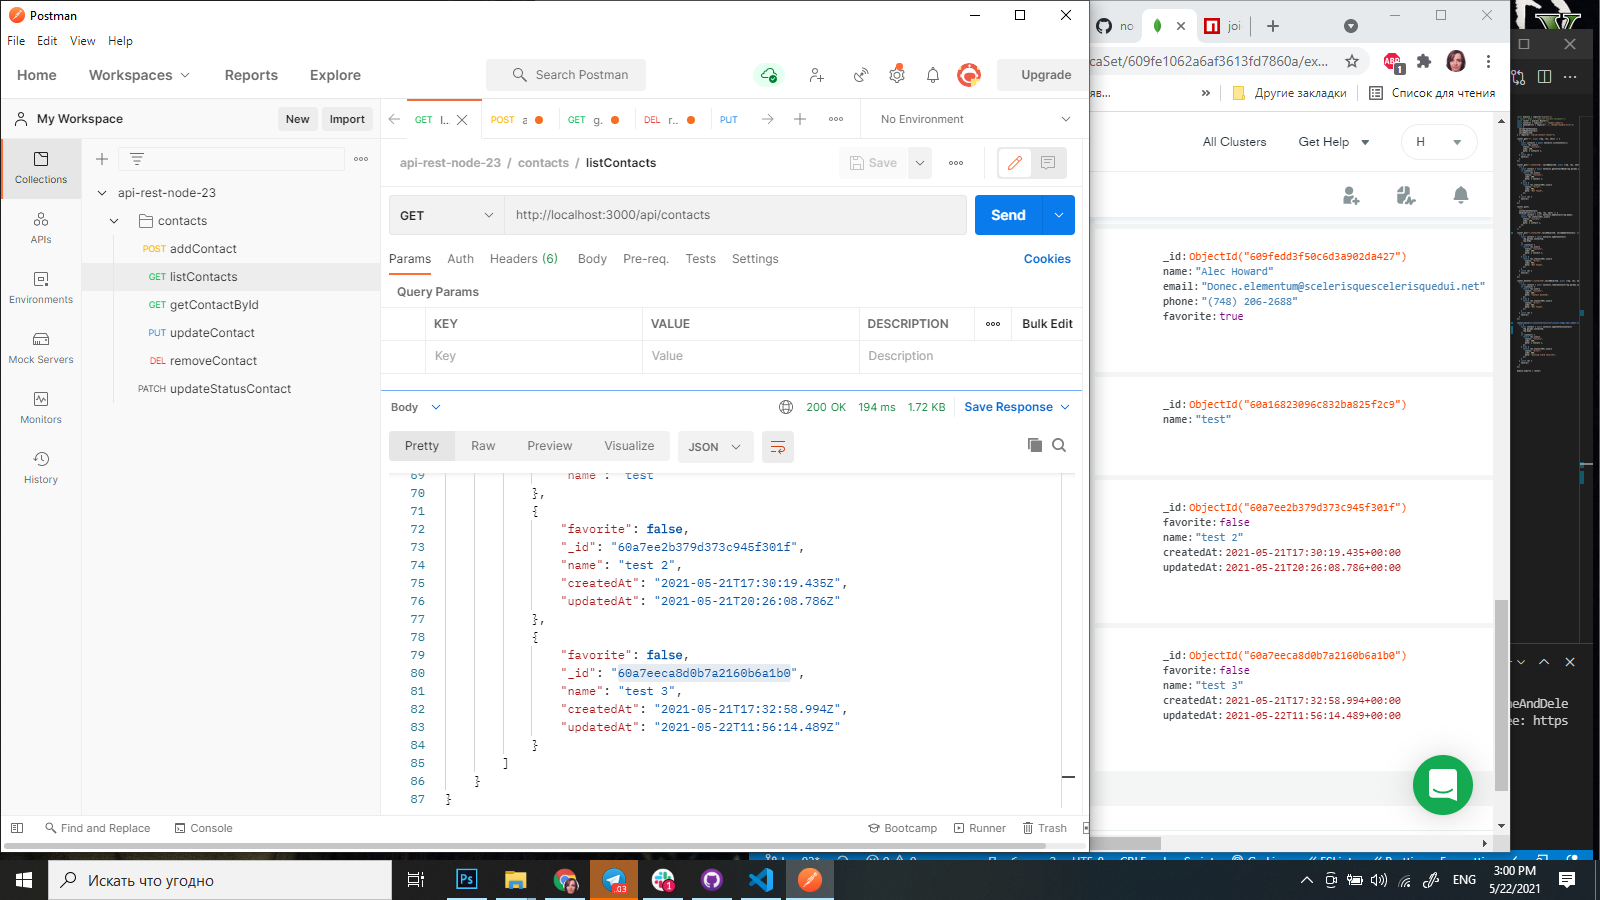 Postman
File Edit View Help
Home Workspaces Reports Explore Search Postman Upgrade
My Workspace New Import
GET l.. POST a GET g. DEL r.. PUT No Environment
Collections
APIs
Environments
Mock Servers
Monitors
History
api-rest-node-23
contacts
POST addContact
GET listContacts
GET getContactById
PUT updateContact
DEL removeContact
PATCH updateStatusContact
api-rest-node-23 / contacts / listContacts Save
GET http://localhost:3000/api/contacts Send
Params Auth Headers (6) Body Pre-req. Tests Settings Cookies
Query Params
KEY VALUE DESCRIPTION Bulk Edit
Key Value Description
Body 200 OK 194 ms 1.72 KB Save Response
Pretty Raw Preview Visualize JSON
69 "name": "test"
70 },
71 {
72 "favorite": false,
73 "_id": "60a7ee2b379d373c945f301f",
74 "name": "test 2",
75 "createdAt": "2021-05-21T17:30:19.435Z",
76 "updatedAt": "2021-05-21T20:26:08.786Z"
77 },
78 {
79 "favorite": false,
80 "_id": "60a7eeca8d0b7a2160b6a1b0",
81 "name": "test 3",
82 "createdAt": "2021-05-21T17:32:58.994Z",
83 "updatedAt": "2021-05-22T11:56:14.489Z"
84 }
85 ]
86 }
87 }
Find and Replace Console Bootcamp Runner Trash
no joi
caSet/609fe1062a6af3613fd7860a/ex... ABP 1
яв... » Другие закладки Список для чтения
All Clusters Get Help H
_id:ObjectId("609fedd3f50c6d3a902da427")
name:"Alec Howard"
email:"Donec.elementum@scelerisquescelerisquedui.net"
phone:"(748) 206-2688"
favorite:true
_id:ObjectId("60a16823096c832ba825f2c9")
name:"test"
_id:ObjectId("60a7ee2b379d373c945f301f")
favorite:false
name:"test 2"
createdAt:2021-05-21T17:30:19.435+00:00
updatedAt:2021-05-21T20:26:08.786+00:00
_id:ObjectId("60a7eeca8d0b7a2160b6a1b0")
favorite:false
name:"test 3"
createdAt:2021-05-21T17:32:58.994+00:00
updatedAt:2021-05-22T11:56:14.489+00:00
eAndDele
ee: https
Искать что угодно Ps .03 1 ENG 3:00 PM
5/22/2021